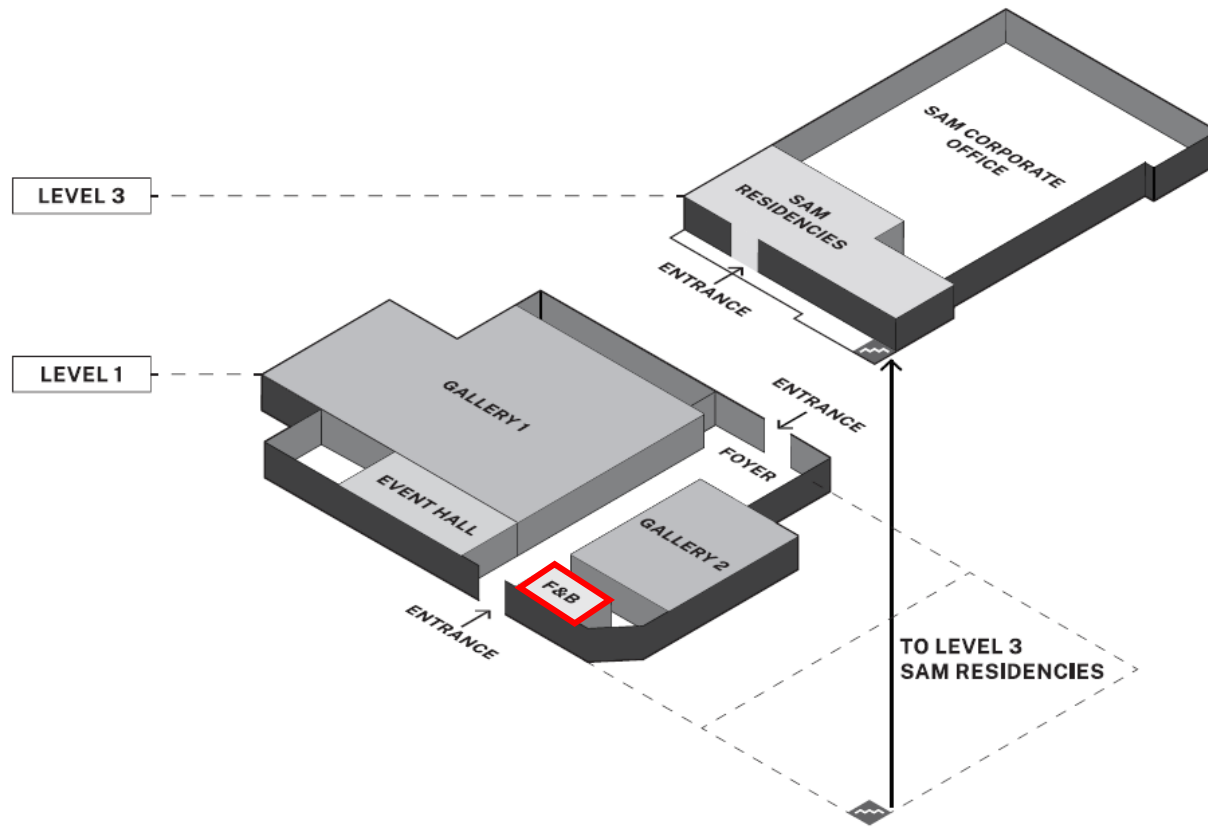 SAM CORPORATE
OFFICE
LEVEL 3
SAM
RESIDENCIES
ENTRANCE
LEVEL 1
GALLERY 1
ENTRANCE
FOYER
EVENT HALL
GALLERY 2
F&B
ENTRANCE
TO LEVEL 3
SAM RESIDENCIES